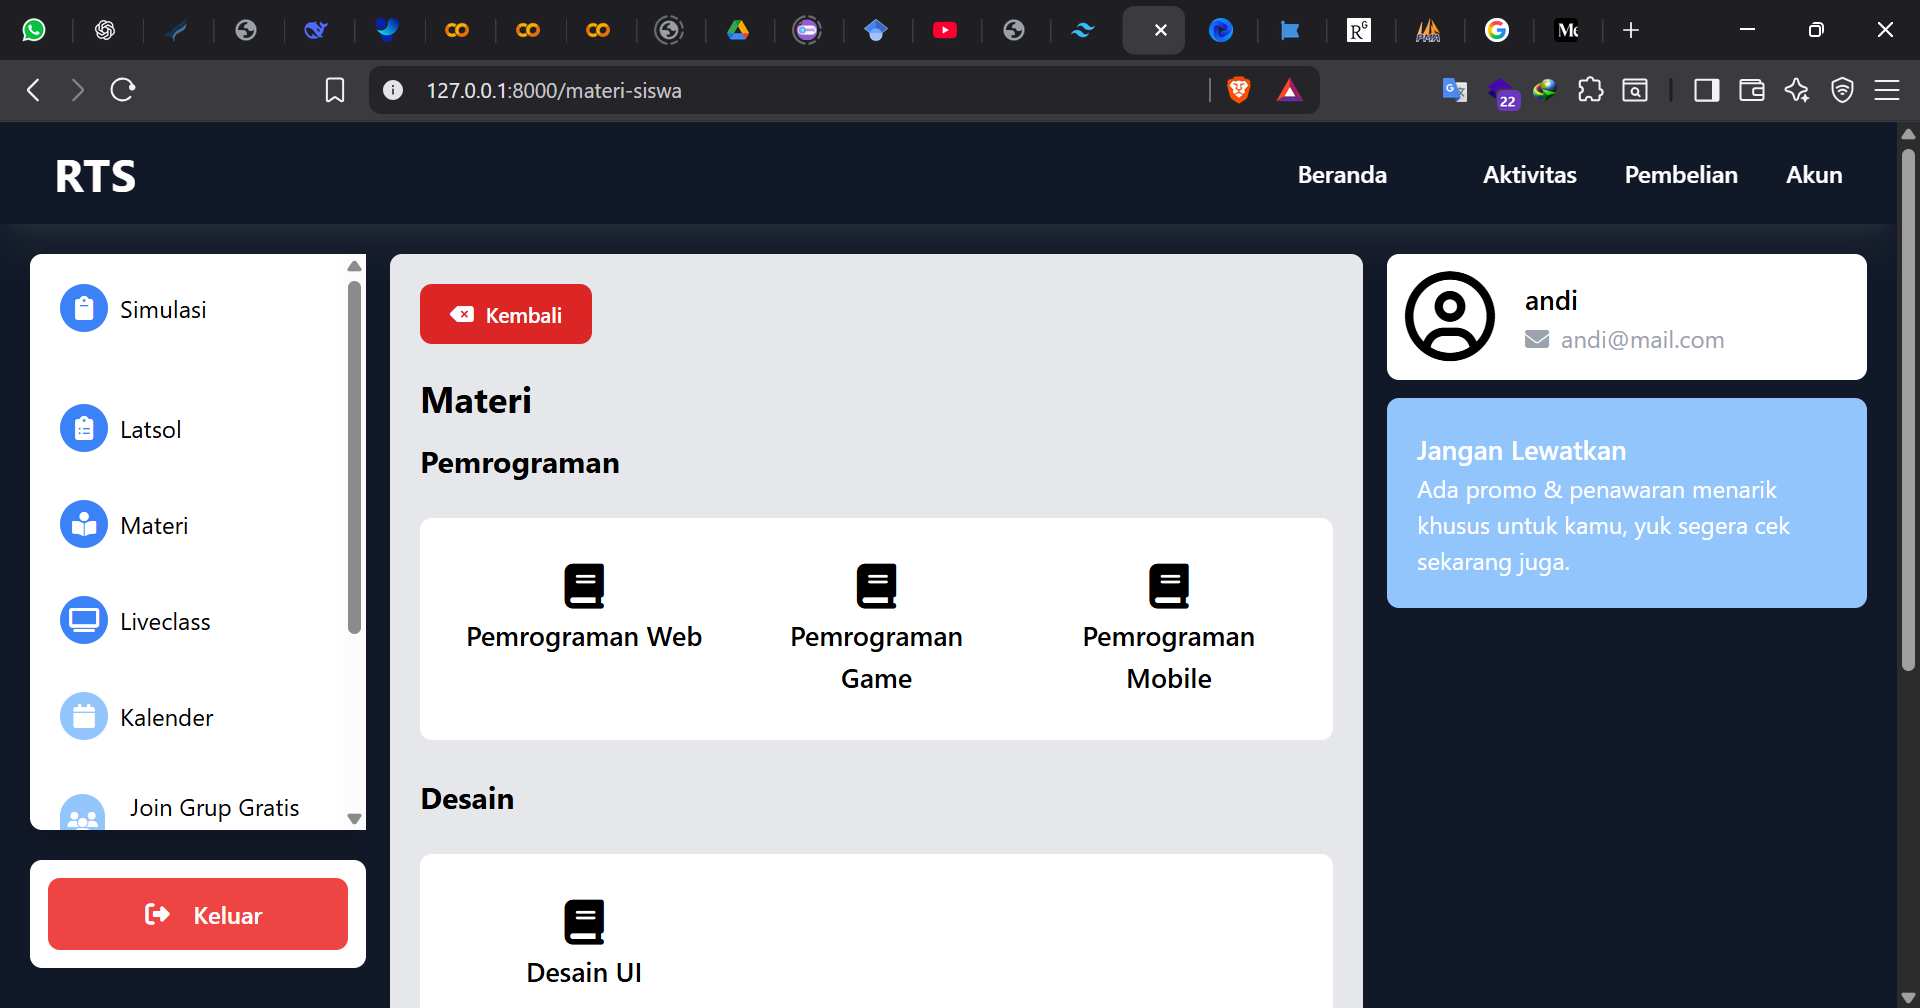 127.0.0.1:8000/materi-siswa
22
RTS
Beranda
Aktivitas
Pembelian
Akun
Simulasi
Latsol
Materi
Liveclass
Kalender
Join Grup Gratis
Keluar
Kembali
Materi
Pemrograman
Pemrograman Web
Pemrograman
Game
Pemrograman
Mobile
Desain
Desain UI
andi
andi@mail.com
Jangan Lewatkan
Ada promo & penawaran menarik
khusus untuk kamu, yuk segera cek
sekarang juga.